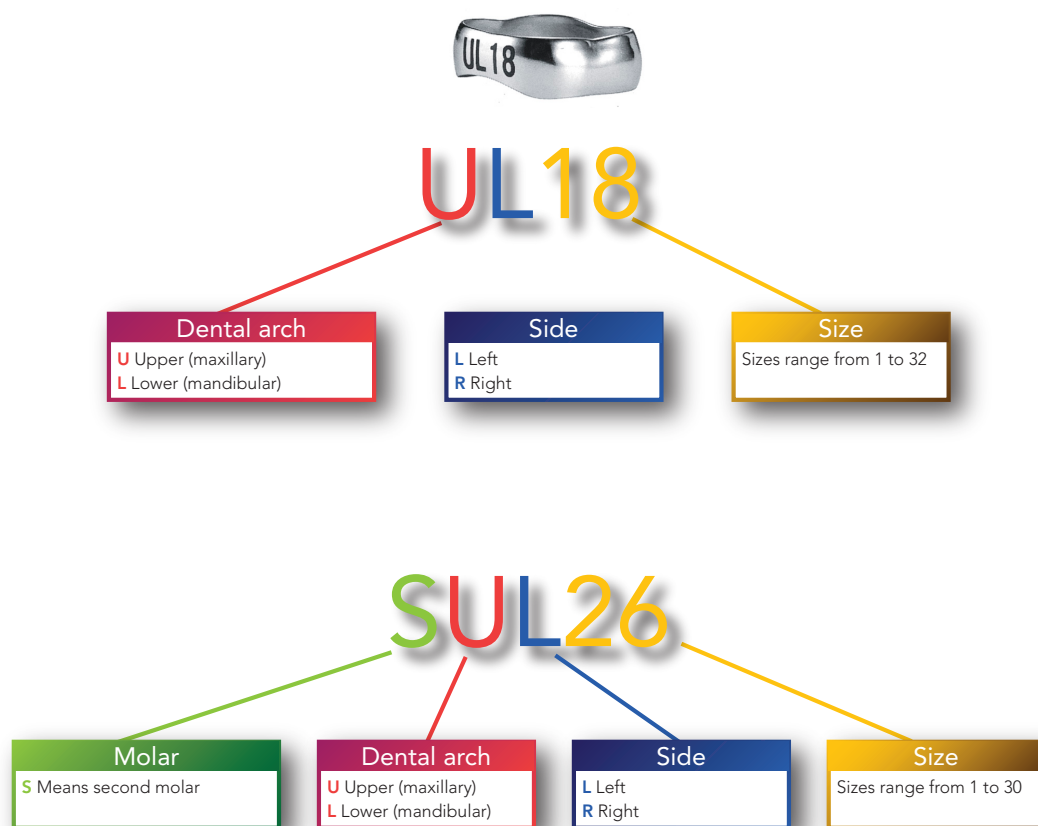 UL18
UL18
Dental arch
U Upper (maxillary)
L Lower (mandibular)
Side
L Left
R Right
Size
Sizes range from 1 to 32
SUL26
Molar
S Means second molar
Dental arch
U Upper (maxillary)
L Lower (mandibular)
Side
L Left
R Right
Size
Sizes range from 1 to 30